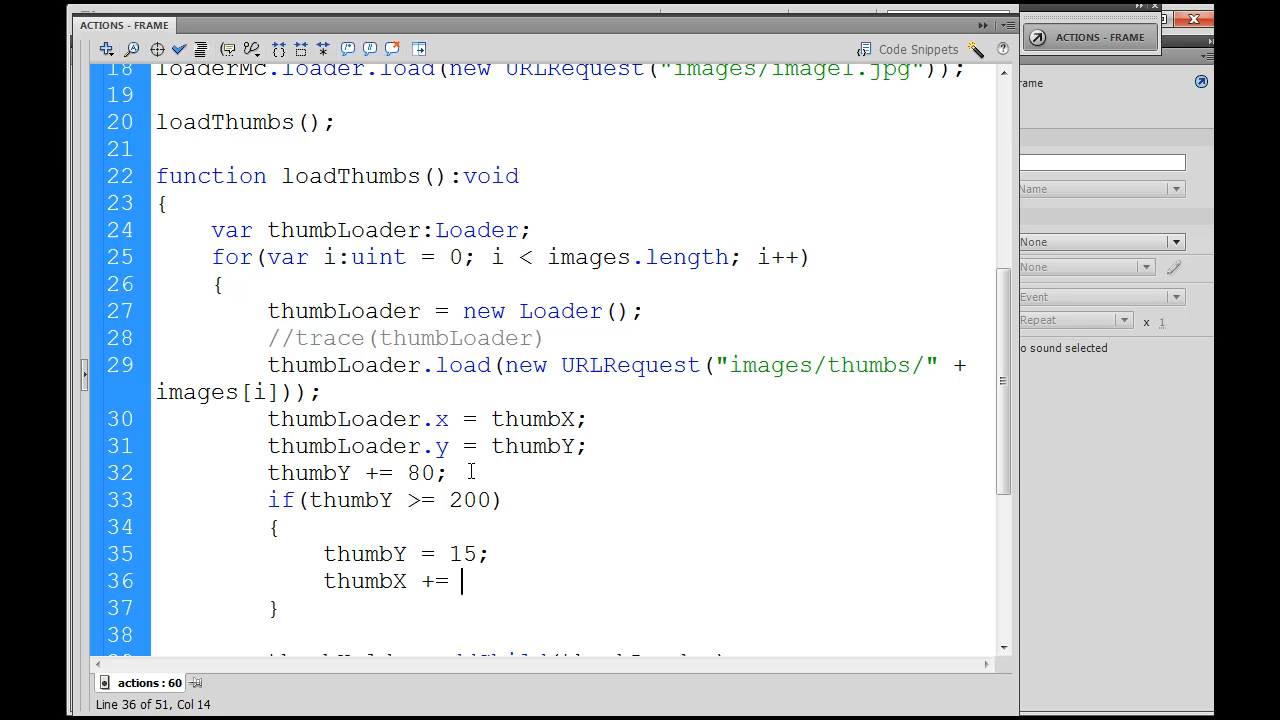 ACTIONS - FRAME
Code Snippets
ACTIONS - FRAME
18 loaderMc.loader.load(new URLRequest("images/image1.jpg"));
19
20 loadThumbs();
21
22 function loadThumbs():void
23 {
24 var thumbLoader:Loader;
25 for(var i:uint = 0; i < images.length; i++)
26 {
27 thumbLoader = new Loader();
28 //trace(thumbLoader)
29 thumbLoader.load(new URLRequest("images/thumbs/" +
images[i]));
30 thumbLoader.x = thumbX;
31 thumbLoader.y = thumbY;
32 thumbY += 80;
33 if(thumbY >= 200)
34 {
35 thumbY = 15;
36 thumbX +=
37 }
38
rame
Name
None
None
Event
Repeat x 1
o sound selected
actions : 60
Line 36 of 51, Col 14